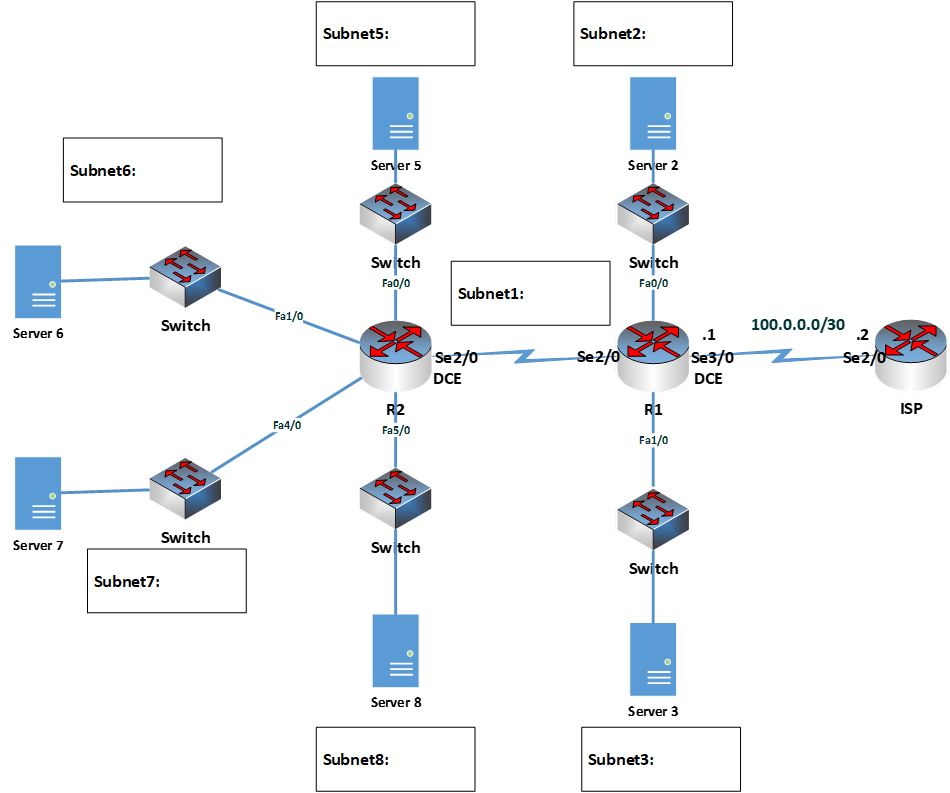 Subnet5:
Subnet2:
Server 5
Server 2
Subnet6:
Switch
Switch
Fa0/0
Fa0/0
Subnet1:
Server 6
Switch
Fa1/0
.1
100.0.0.0/30
.2
Se2/0
Se2/0
Se3/0
Se2/0
DCE
DCE
R2
R1
ISP
Fa4/0
Fa5/0
Fa1/0
Server 7
Switch
Switch
Switch
Subnet7:
Server 8
Server 3
Subnet8:
Subnet3: